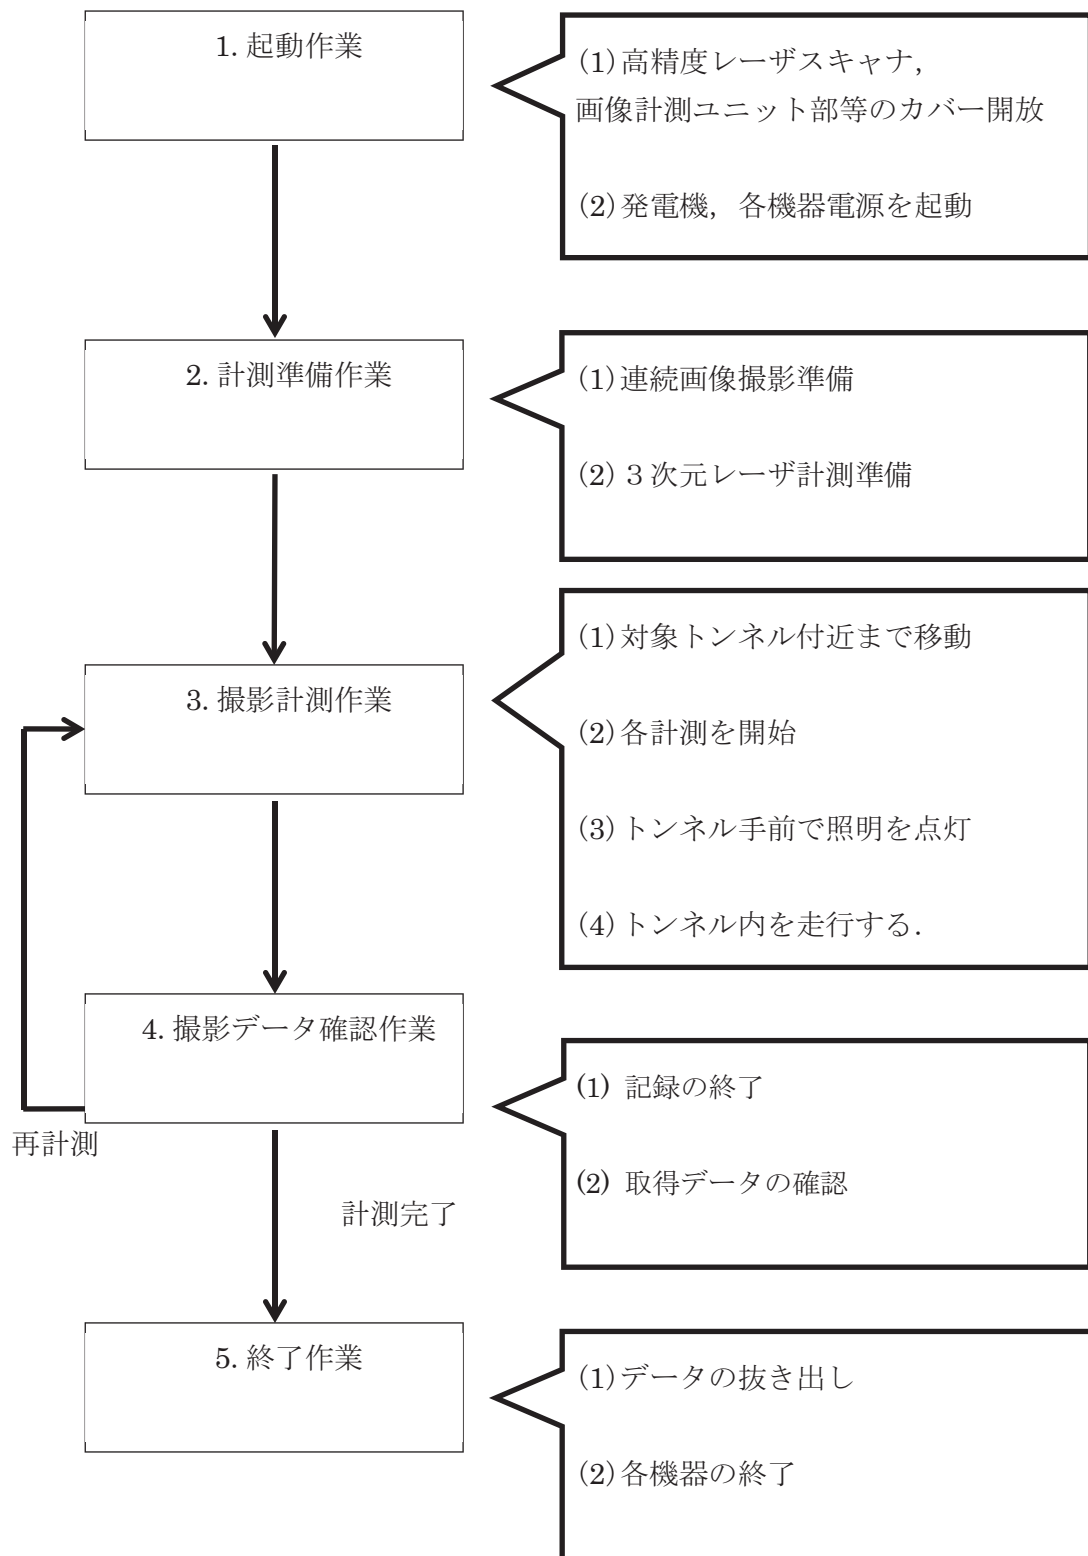 1. 起動作業
(1)高精度レーザスキャナ，
画像計測ユニット部等のカバー開放
(2)発電機，各機器電源を起動
2. 計測準備作業
(1)連続画像撮影準備
(2)３次元レーザ計測準備
3. 撮影計測作業
(1)対象トンネル付近まで移動
(2)各計測を開始
(3)トンネル手前で照明を点灯
(4)トンネル内を走行する．
4. 撮影データ確認作業
(1) 記録の終了
(2) 取得データの確認
再計測
計測完了
5. 終了作業
(1)データの抜き出し
(2)各機器の終了